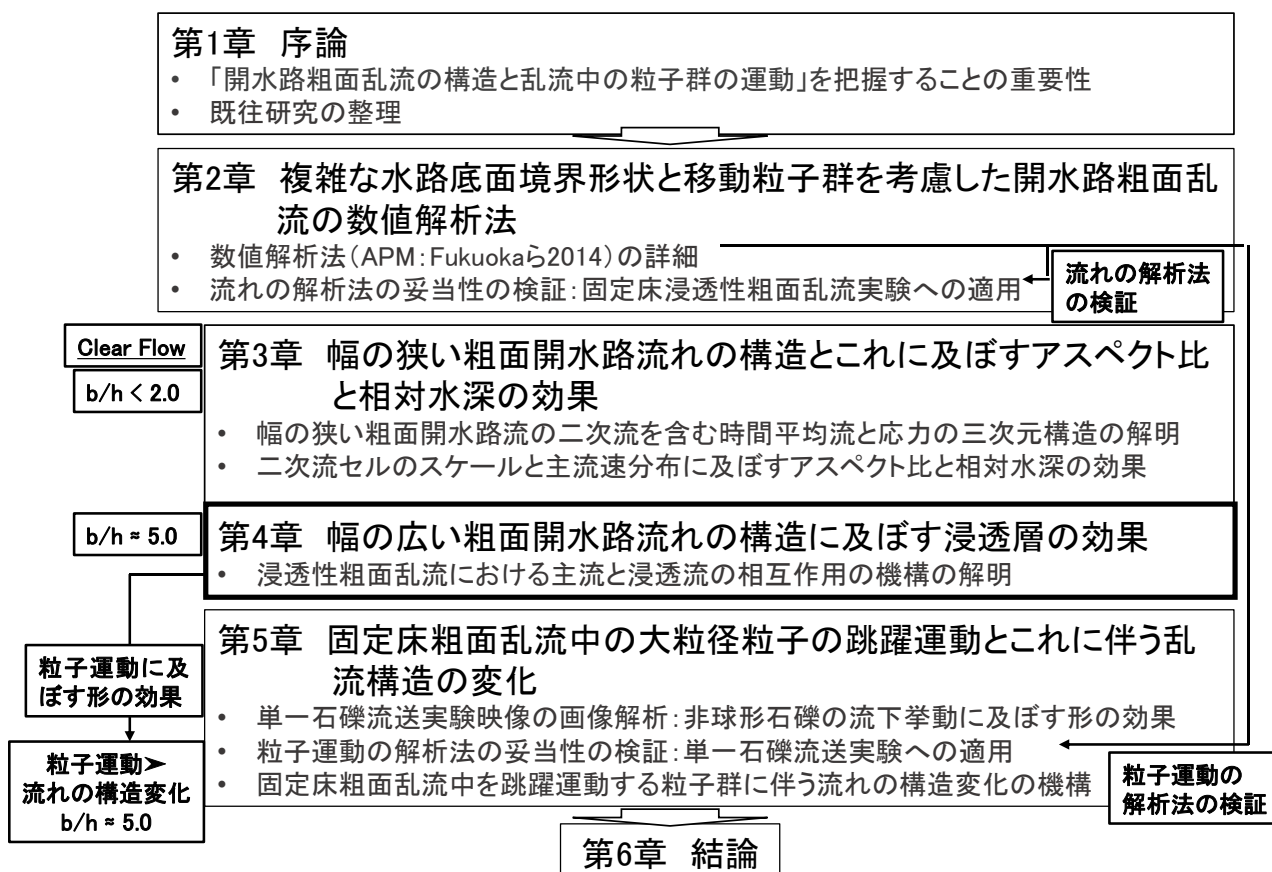 第1章 序論
• 「開水路粗面乱流の構造と乱流中の粒子群の運動」を把握することの重要性
• 既往研究の整理
第2章 複雑な水路底面境界形状と移動粒子群を考慮した開水路粗面乱
流の数値解析法
• 数値解析法(APM:Fukuokaら2014)の詳細
• 流れの解析法の妥当性の検証:固定床浸透性粗面乱流実験への適用
流れの解析法
の検証
Clear Flow
b/h < 2.0
第3章 幅の狭い粗面開水路流れの構造とこれに及ぼすアスペクト比
と相対水深の効果
• 幅の狭い粗面開水路流の二次流を含む時間平均流と応力の三次元構造の解明
• 二次流セルのスケールと主流速分布に及ぼすアスペクト比と相対水深の効果
b/h ≈ 5.0
第4章 幅の広い粗面開水路流れの構造に及ぼす浸透層の効果
• 浸透性粗面乱流における主流と浸透流の相互作用の機構の解明
粒子運動に及
ぼす形の効果
粒子運動➤
流れの構造変化
b/h ≈ 5.0
第5章 固定床粗面乱流中の大粒径粒子の跳躍運動とこれに伴う乱
流構造の変化
• 単一石礫流送実験映像の画像解析:非球形石礫の流下挙動に及ぼす形の効果
• 粒子運動の解析法の妥当性の検証:単一石礫流送実験への適用
• 固定床粗面乱流中を跳躍運動する粒子群に伴う流れの構造変化の機構
粒子運動の
解析法の検証
第6章 結論